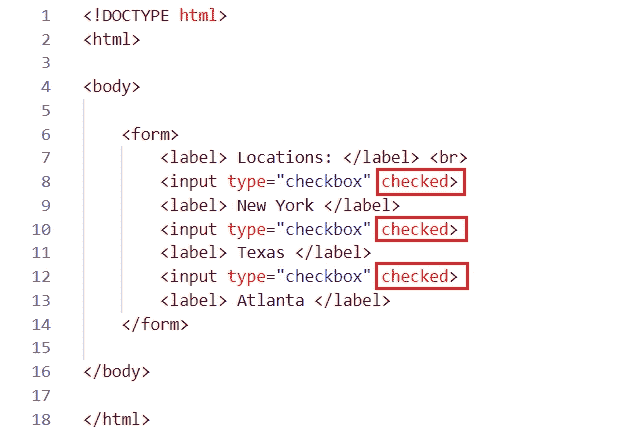 1 <!DOCTYPE html>
2 <html>
3
4 <body>
5
6 <form>
7 <label> Locations: </label> <br>
8 <input type="checkbox" checked>
9 <label> New York </label>
10 <input type="checkbox" checked>
11 <label> Texas </label>
12 <input type="checkbox" checked>
13 <label> Atlanta </label>
14 </form>
15
16 </body>
17
18 </html>